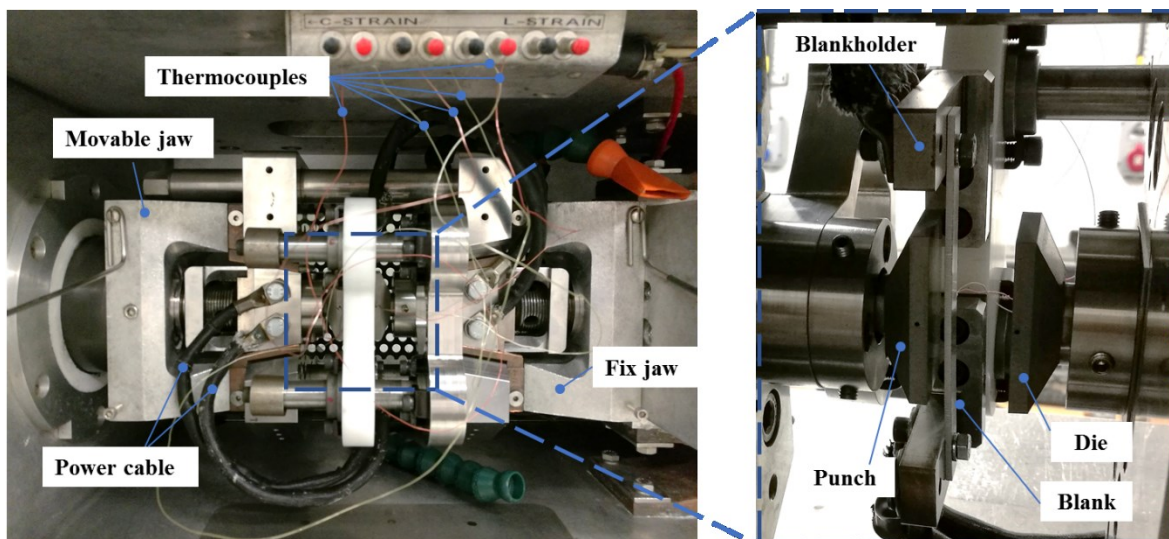 ←C-STRAIN L-STRAIN
Thermocouples
Movable jaw
Fix jaw
Power cable
Blankholder
Punch
Die
Blank